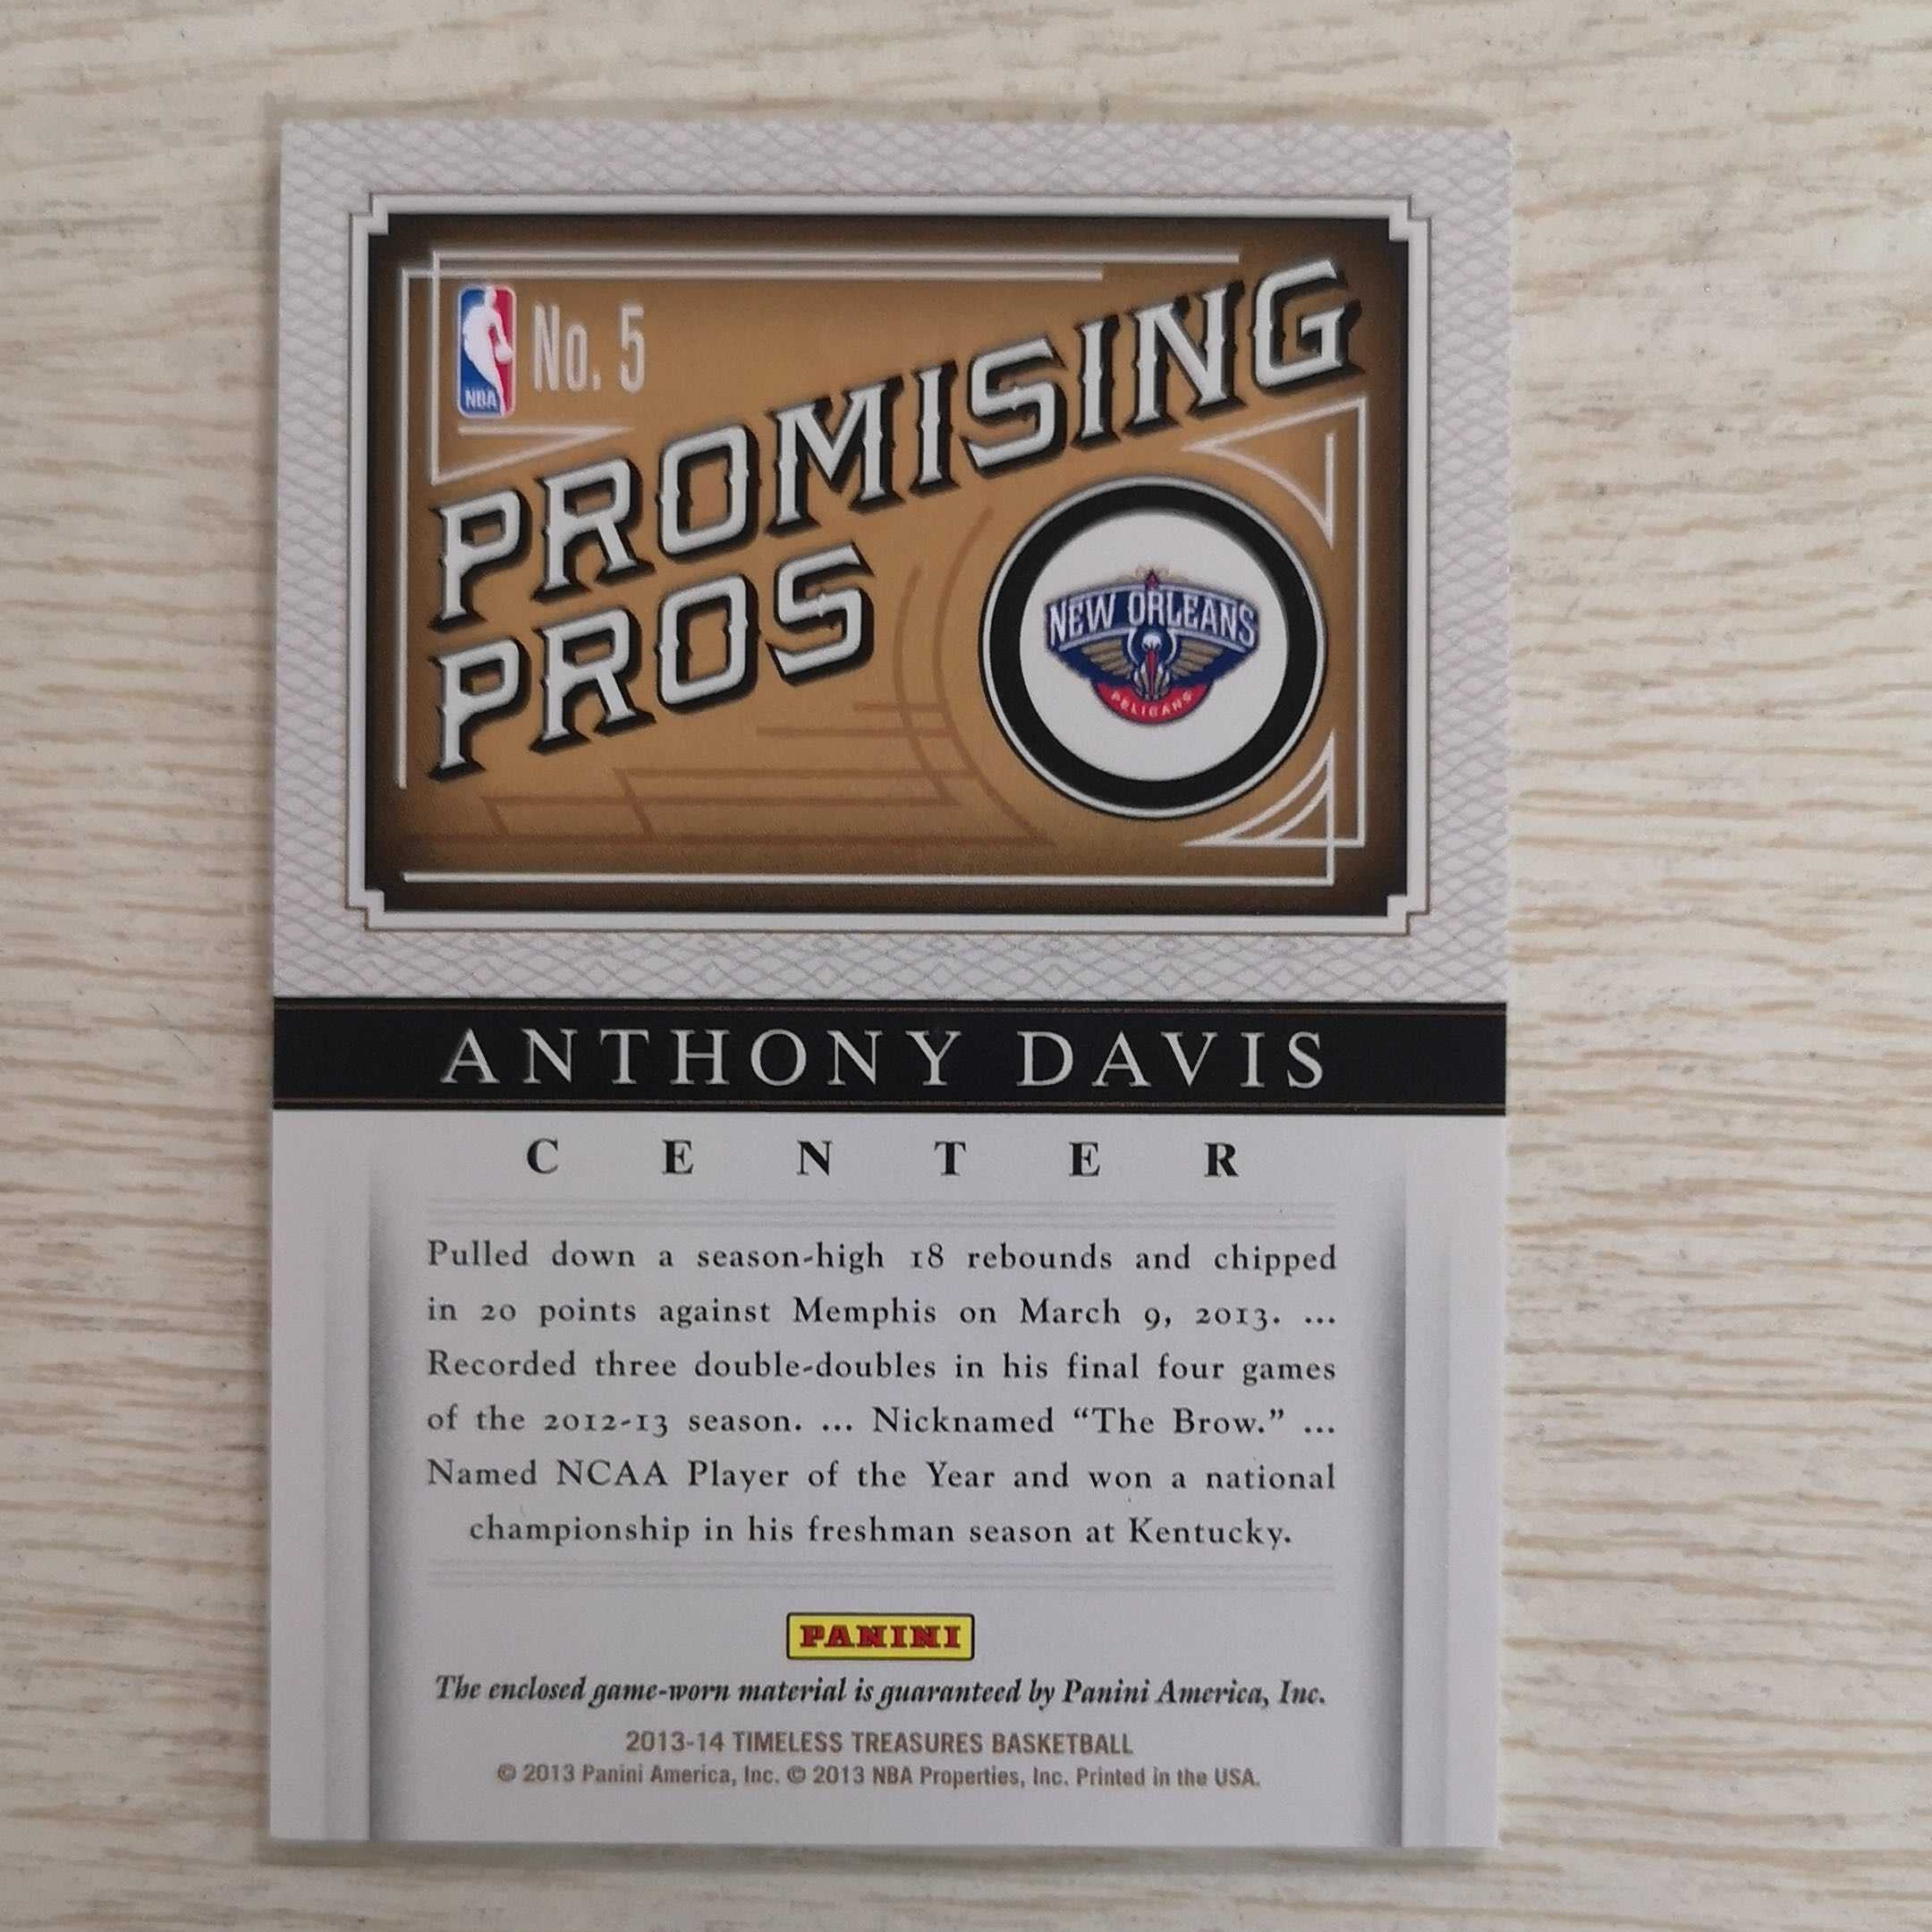 NBA
No. 5
PROMISING
PROS
NEW ORLEANS
PELICANS
ANTHONY DAVIS
CENTER
Pulled down a season-high 18 rebounds and chipped
in 20 points against Memphis on March 9, 2013. ...
Recorded three double-doubles in his final four games
of the 2012-13 season. ... Nicknamed “The Brow.” ...
Named NCAA Player of the Year and won a national
championship in his freshman season at Kentucky.
PANINI
The enclosed game-worn material is guaranteed by Panini America, Inc.
2013-14 TIMELESS TREASURES BASKETBALL
© 2013 Panini America, Inc. © 2013 NBA Properties, Inc. Printed in the USA.